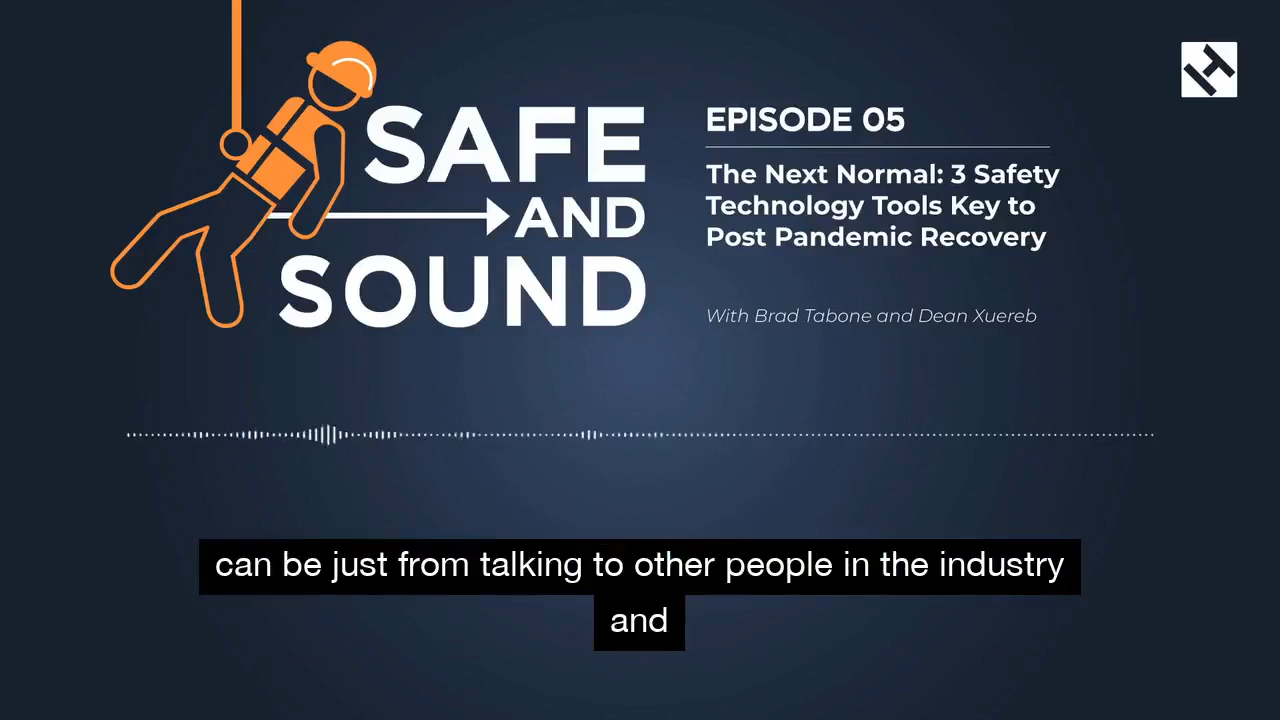 SAFE
AND
SOUND
EPISODE 05
The Next Normal: 3 Safety
Technology Tools Key to
Post Pandemic Recovery
With Brad Tabone and Dean Xuereb
can be just from talking to other people in the industry
and